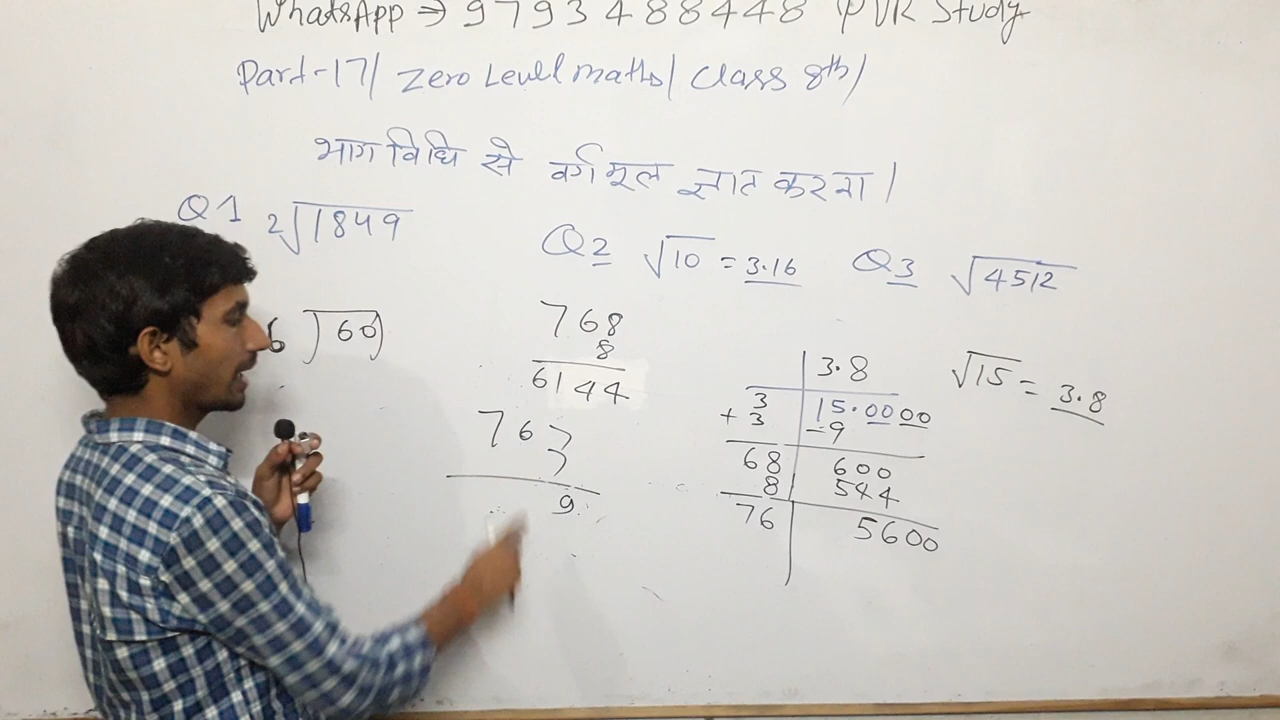 WhatsApp → 9793488448 PVR Study
Part-17/ Zero Level maths/ Class 8th/
भाग विधि से वर्गमूल ज्ञात करना।
Q1 2√1849
Q2 √10 = 3.16
Q3 √4512
6 ) 60
768
8
6144
767
7
9
3.8
3 15.0000
+ 3 -9
68 600
8 544
76 5600
√15 = 3.8